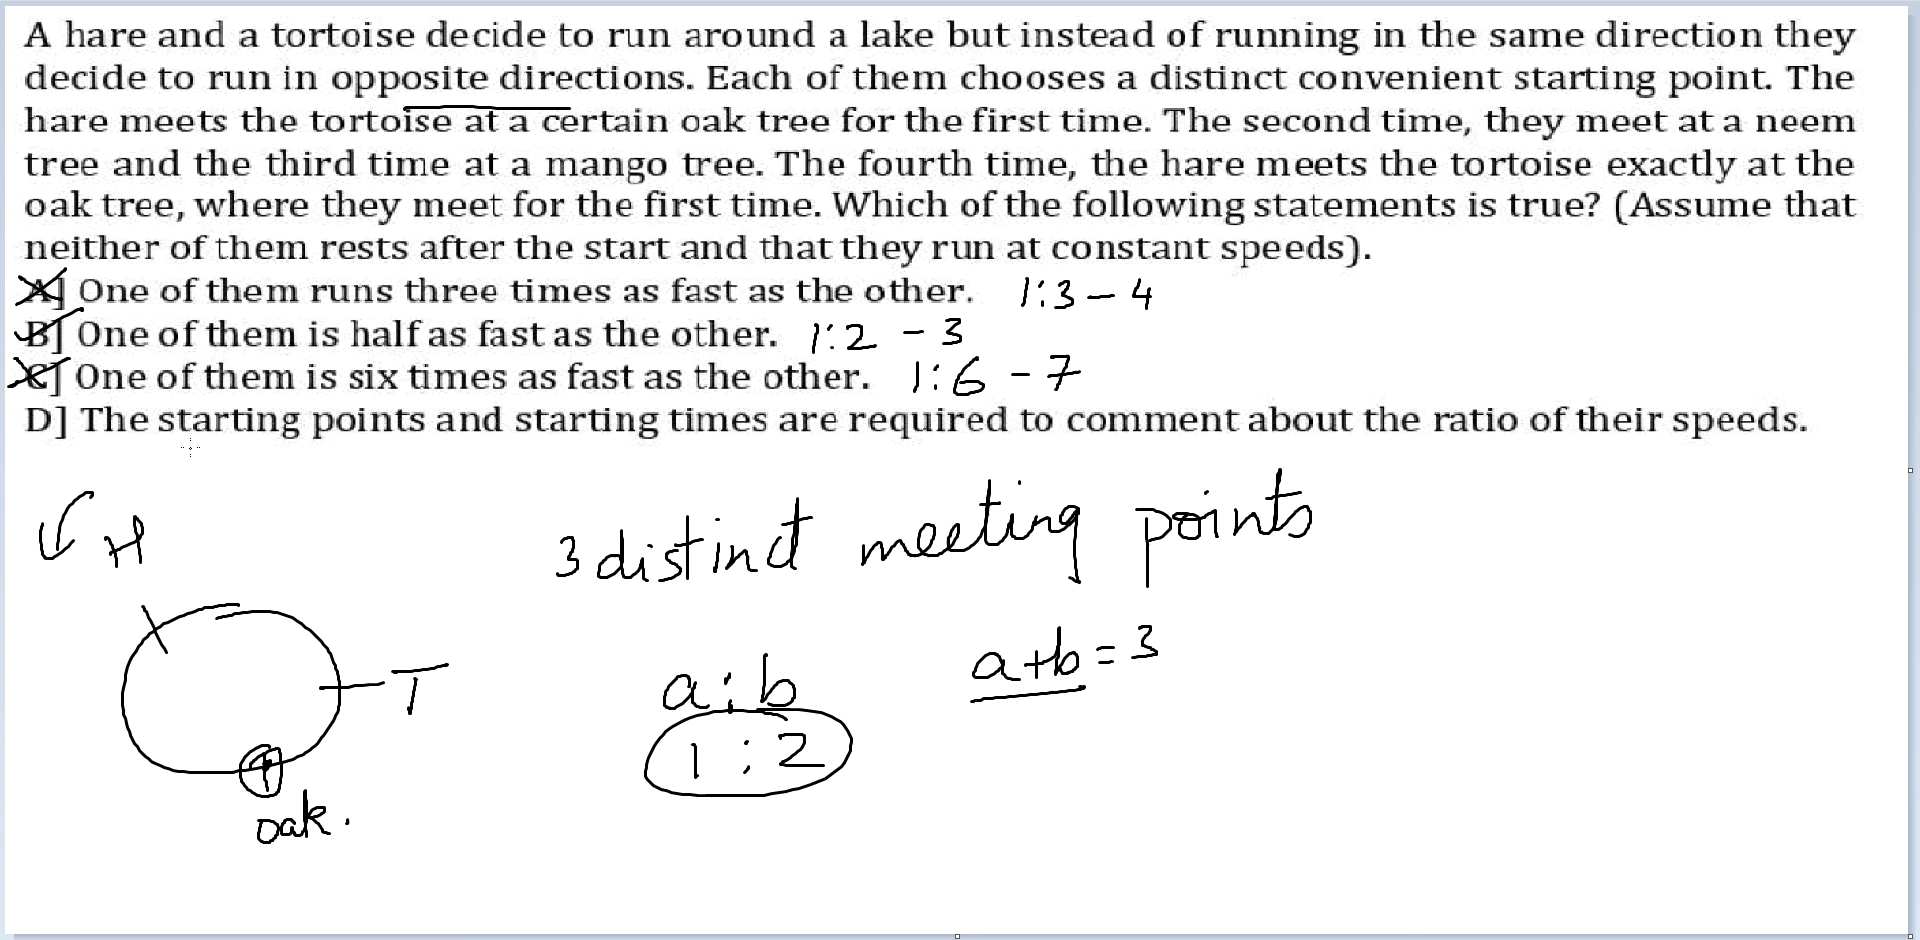 A hare and a tortoise decide to run around a lake but instead of running in the same direction they
decide to run in opposite directions. Each of them chooses a distinct convenient starting point. The
hare meets the tortoise at a certain oak tree for the first time. The second time, they meet at a neem
tree and the third time at a mango tree. The fourth time, the hare meets the tortoise exactly at the
oak tree, where they meet for the first time. Which of the following statements is true? (Assume that
neither of them rests after the start and that they run at constant speeds).
A] One of them runs three times as fast as the other. 1:3 - 4
B] One of them is half as fast as the other. 1:2 - 3
C] One of them is six times as fast as the other. 1:6 - 7
D] The starting points and starting times are required to comment about the ratio of their speeds.
H
3 distinct meeting points
T
a:b
a+b=3
1:2
oak.